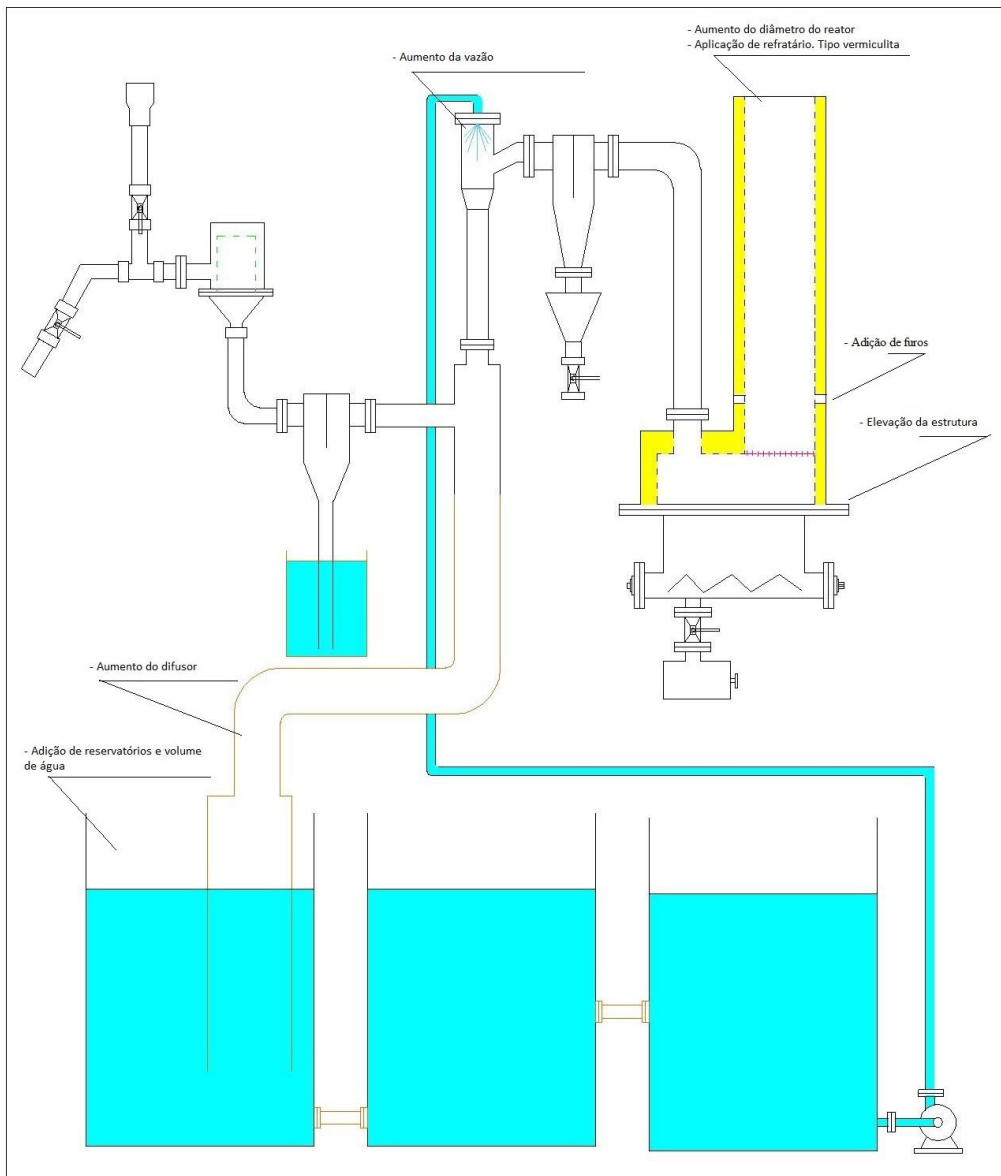 - Aumento do diâmetro do reator
- Aplicação de refratário. Tipo vermiculita
- Aumento da vazão
- Adição de furos
- Elevação da estrutura
- Aumento do difusor
- Adição de reservatórios e volume
de água